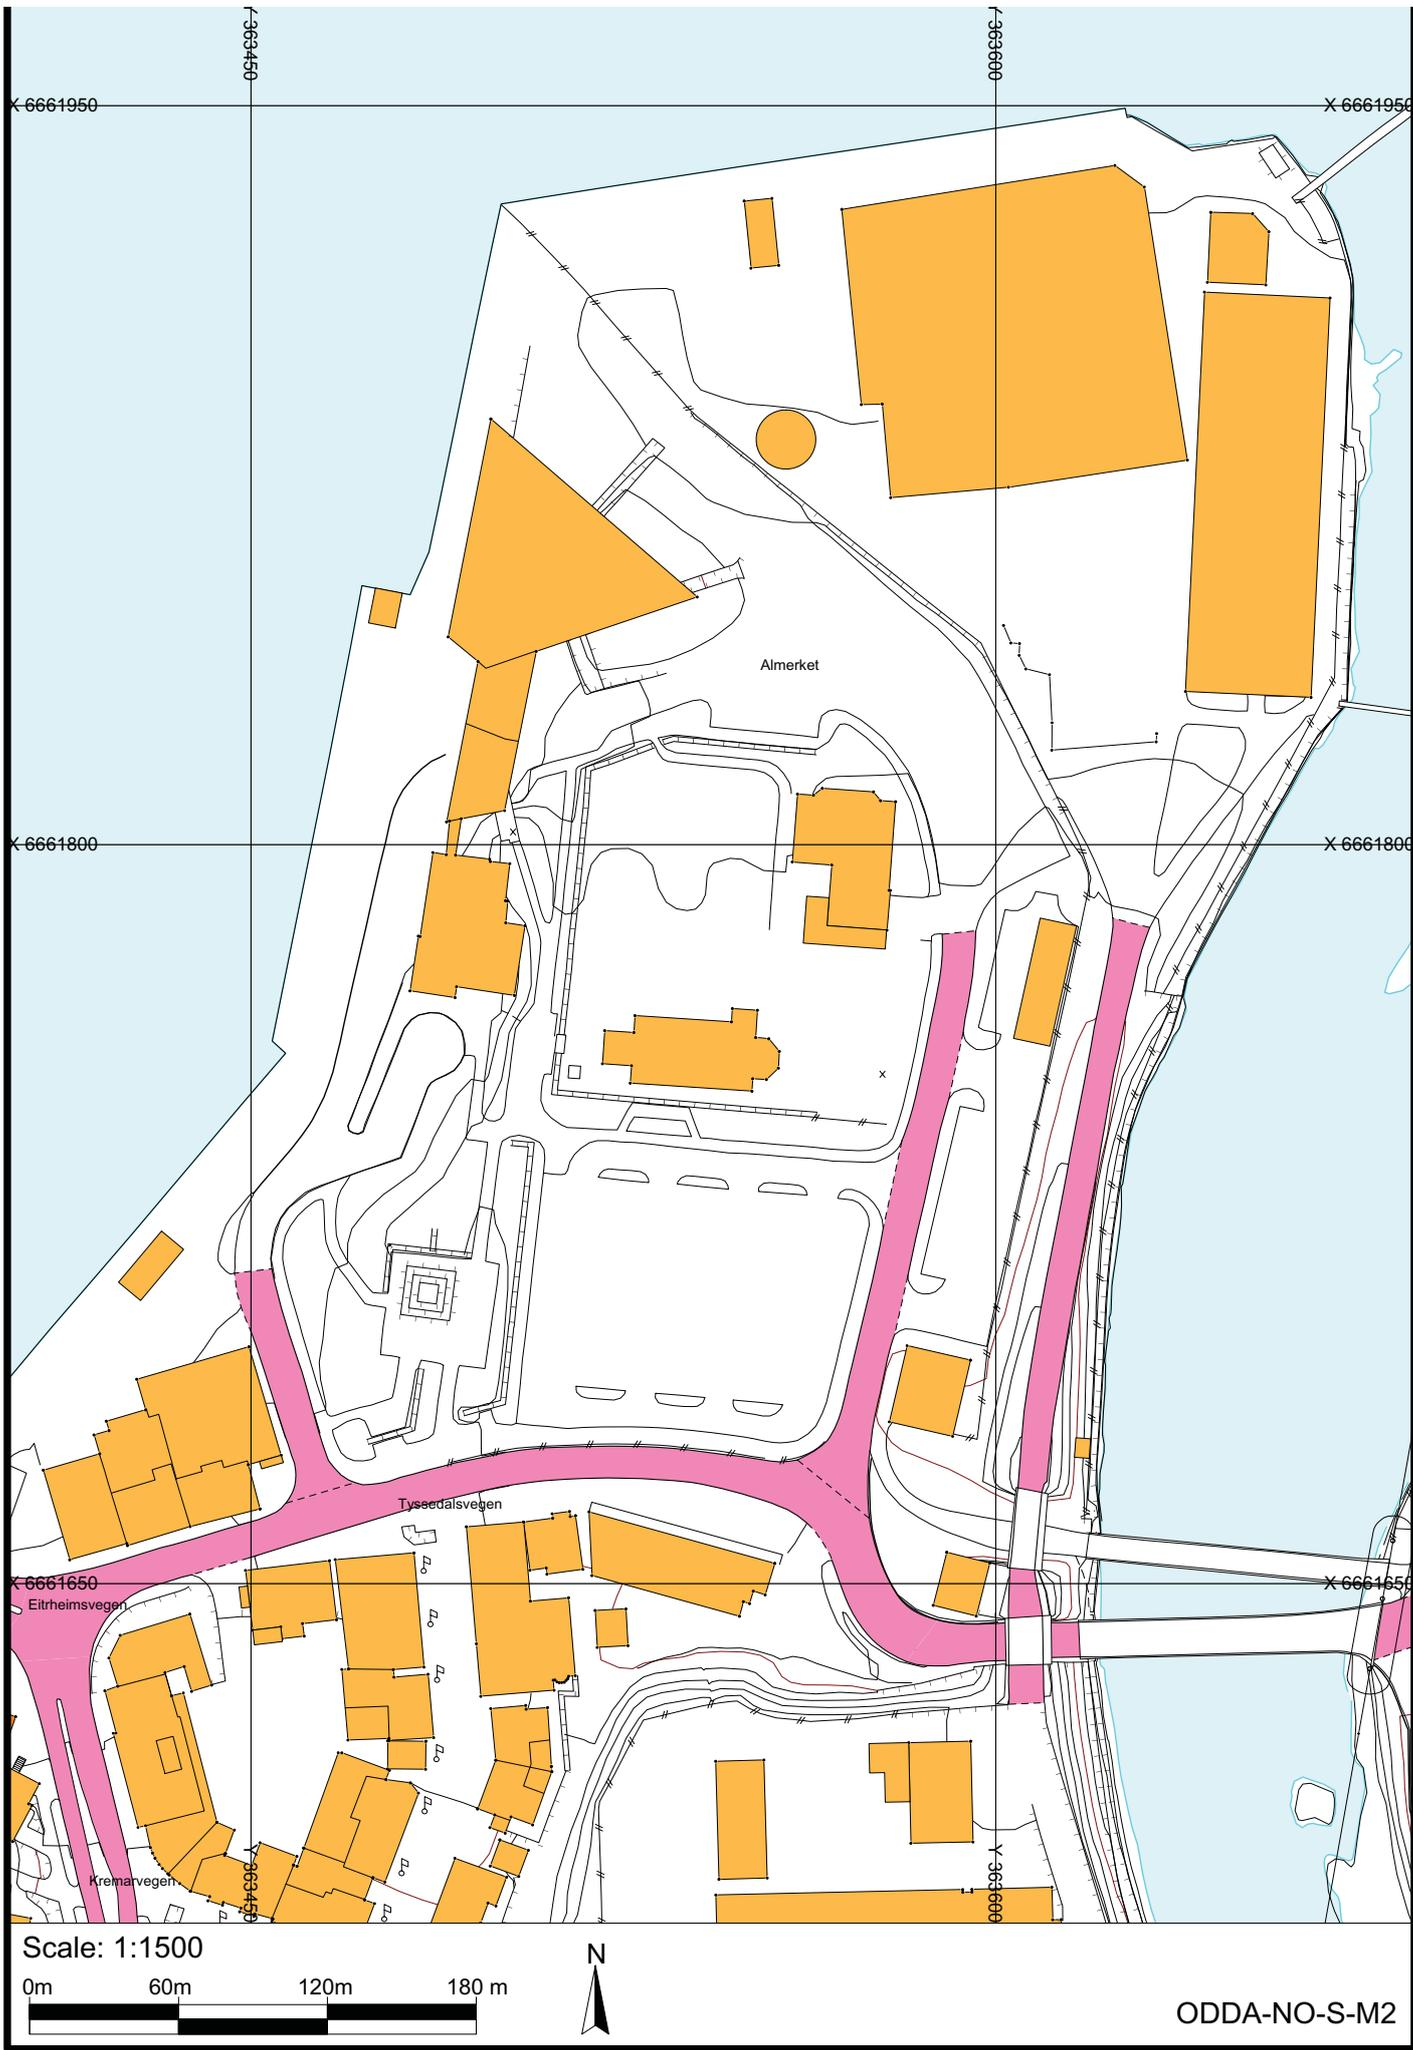 Y 363450
Y 363600
X 6661950
X 6661950
Almerket
X 6661800
X 6661800
Tyssedalsvegen
X 6661650
X 6661650
Eitrheimsvegen
Kremarvegen
Y 363450
Y 363600
Scale: 1:1500
N
0m 60m 120m 180 m
ODDA-NO-S-M2